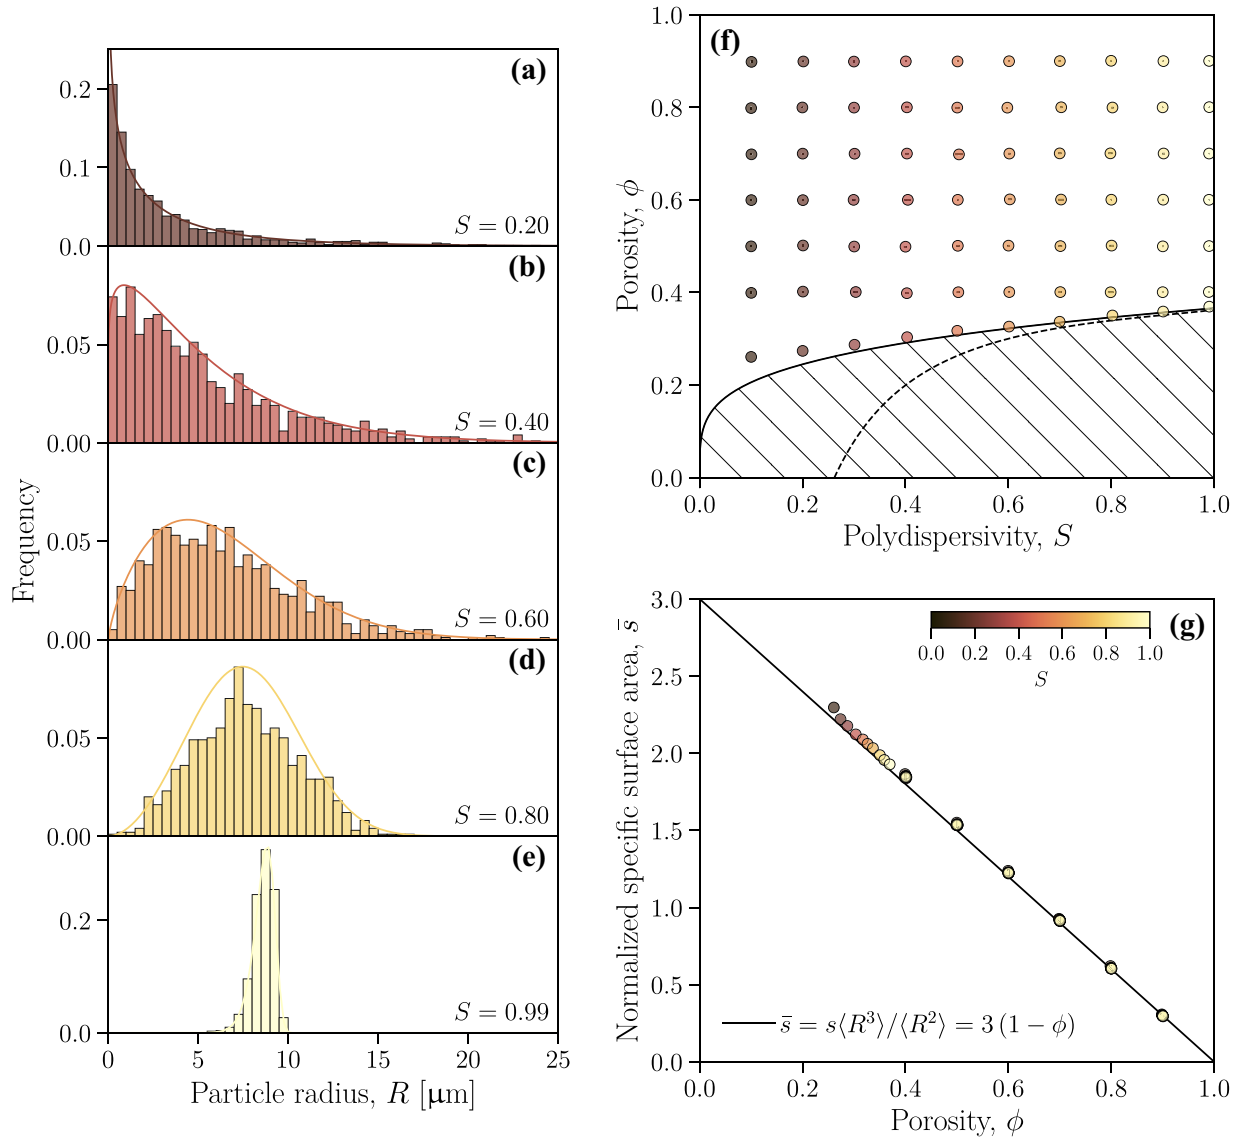 (a)
0.2
0.1
0.0
S = 0.20
(b)
0.05
0.00
S = 0.40
(c)
0.05
0.00
S = 0.60
(d)
0.05
0.00
S = 0.80
(e)
0.2
0.0
S = 0.99
Frequency
0 5 10 15 20 25
Particle radius, R [μm]
(f)
1.0
0.8
0.6
0.4
0.2
0.0
Porosity, ϕ
0.0 0.2 0.4 0.6 0.8 1.0
Polydispersivity, S
(g)
3.0
2.5
2.0
1.5
1.0
0.5
0.0
Normalized specific surface area, s̄
0.0 0.2 0.4 0.6 0.8 1.0
S
s̄ = s⟨R³⟩/⟨R²⟩ = 3 (1 − ϕ)
0.0 0.2 0.4 0.6 0.8 1.0
Porosity, ϕ